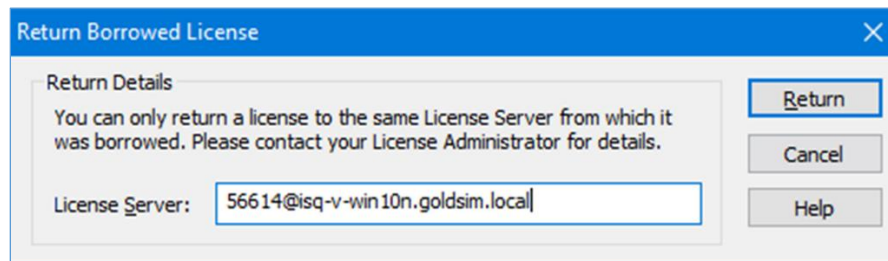 Return Borrowed License
Return Details
You can only return a license to the same License Server from which it
was borrowed. Please contact your License Administrator for details.
License Server:
56614@isq-v-win10n.goldsim.local
Return
Cancel
Help